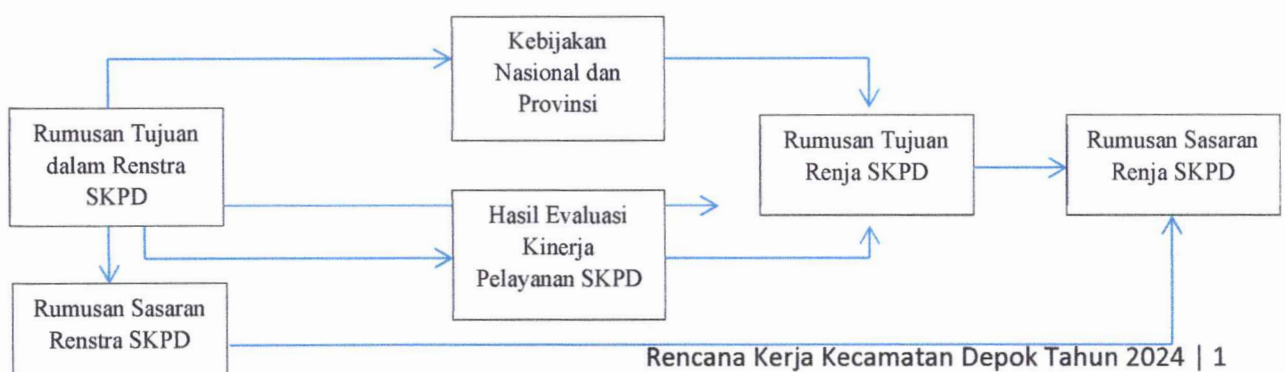 Kebijakan
Nasional dan
Provinsi
Rumusan Tujuan
dalam Renstra
SKPD
Rumusan Tujuan
Renja SKPD
Rumusan Sasaran
Renja SKPD
Hasil Evaluasi
Kinerja
Pelayanan SKPD
Rumusan Sasaran
Renstra SKPD
Rencana Kerja Kecamatan Depok Tahun 2024 | 1